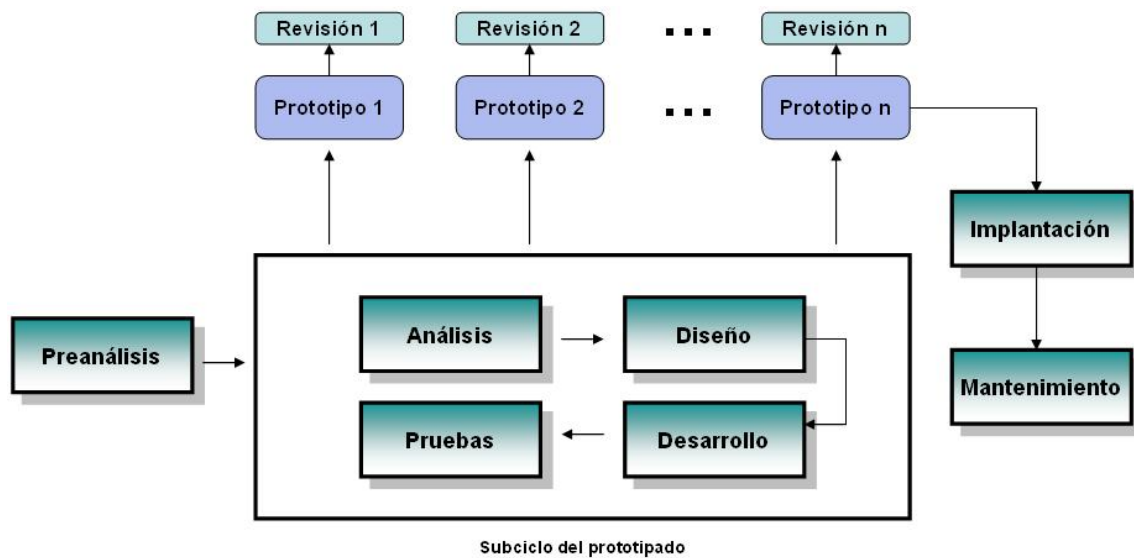 Revisión 1
Revisión 2
...
Revisión n
Prototipo 1
Prototipo 2
...
Prototipo n
Implantación
Análisis
Diseño
Preanálisis
Mantenimiento
Pruebas
Desarrollo
Subciclo del prototipado